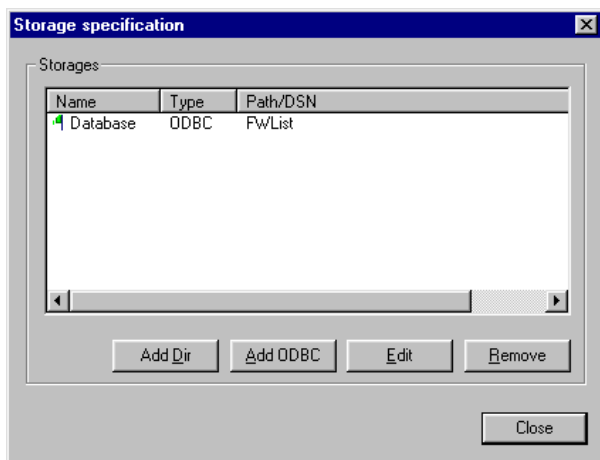 Storage specification
Storages
Name Type Path/DSN
Database ODBC FWList
Add Dir Add ODBC Edit Remove
Close